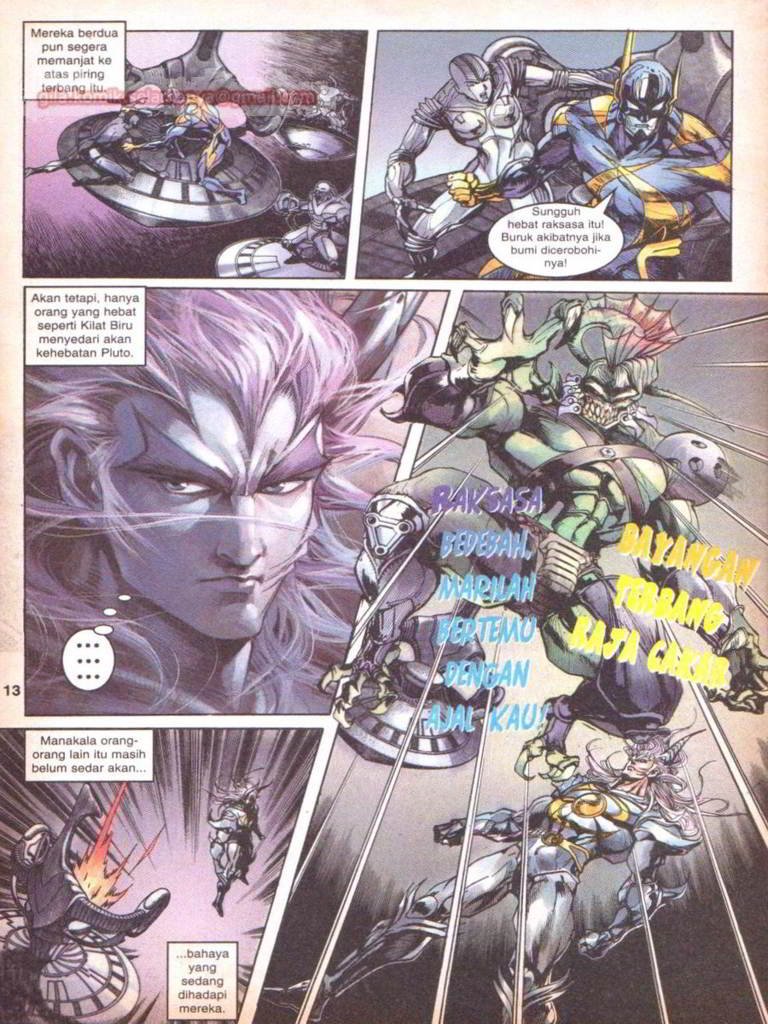 Mereka berdua
pun segera
memanjat ke
atas piring
terbang itu.
Sungguh
hebat raksasa itu!
Buruk akibatnya jika
bumi dicerobohi-
nya!
Akan tetapi, hanya
orang yang hebat
seperti Kilat Biru
menyedari akan
kehebatan Pluto.
RAKSASA
BEDEBAH,
MARILAH
BERTEMU
DENGAN
AJAL KAU!
BAYANGAN
TERBANG
RAJA CAKAR
... ... ...
13
Manakala orang-
orang lain itu masih
belum sedar akan...
...bahaya
yang
sedang
dihadapi
mereka.